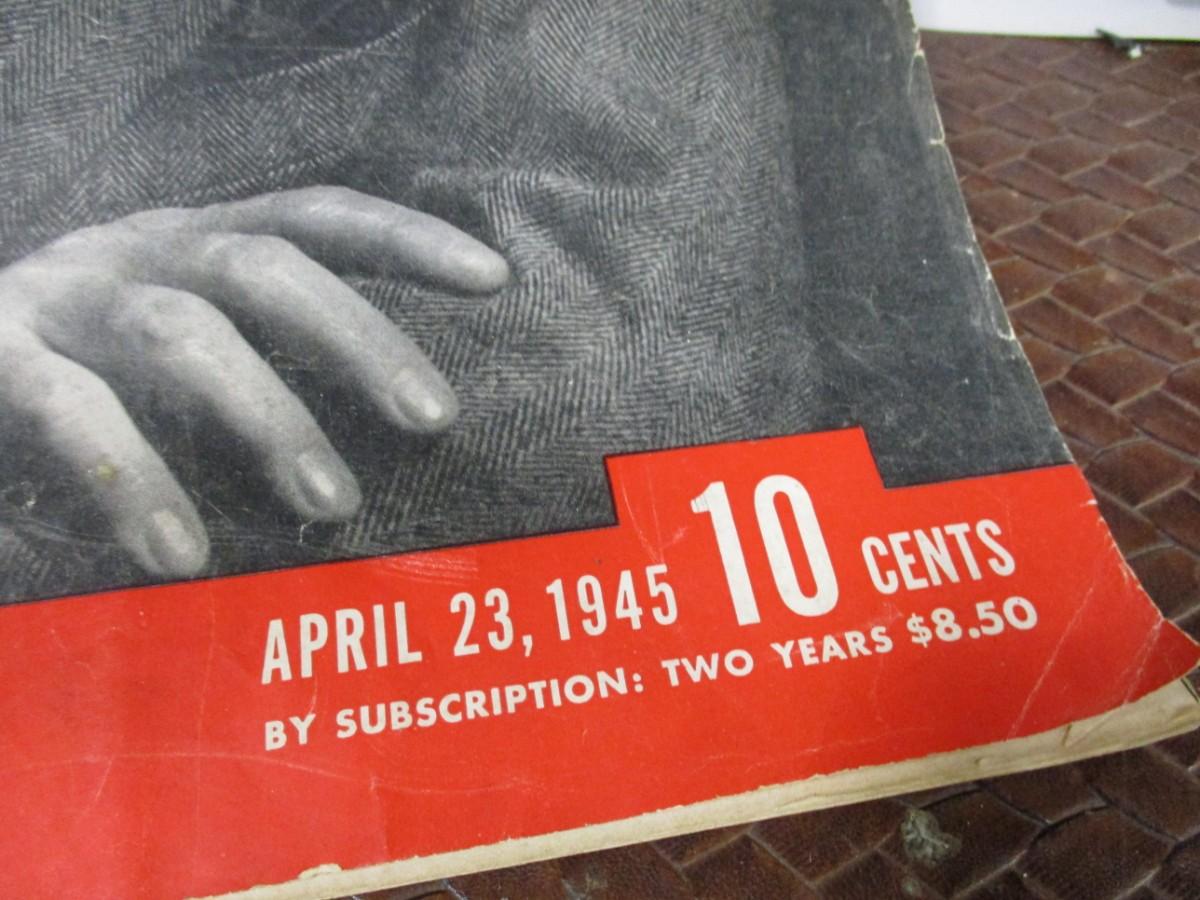 APRIL 23, 1945 10 CENTS
BY SUBSCRIPTION: TWO YEARS $8.50